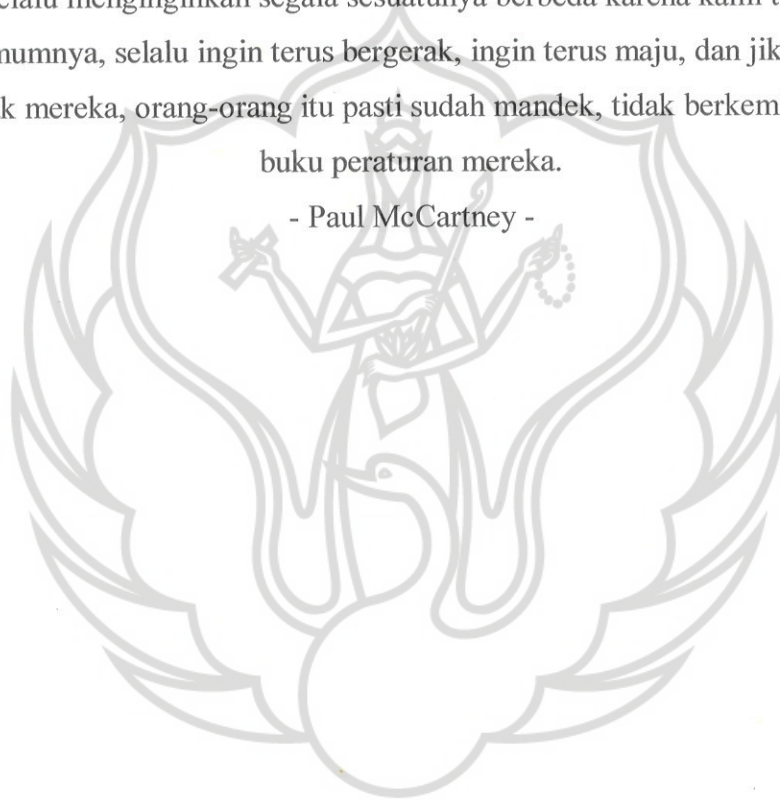 menginginkan segala sesuatunya berbeda karena kami
selalu ingin terus bergerak, ingin terus maju, dan
mereka, orang-orang itu pasti sudah mandek, tidak
buku peraturan mereka.
- Paul McCartney -